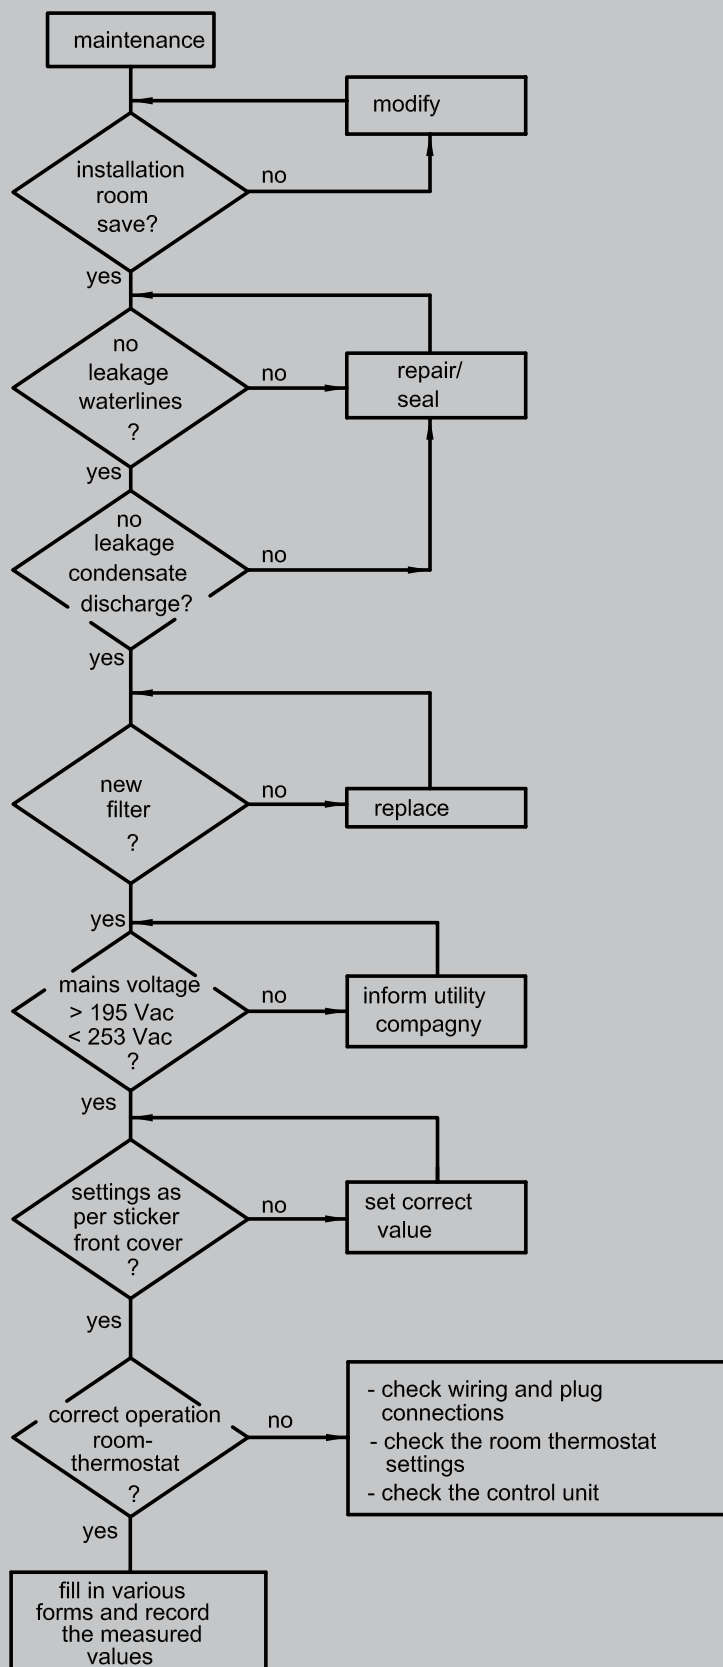 maintenance
modify
installation
room
save?
no
yes
no
leakage
waterlines
?
no
repair/
seal
yes
no
leakage
condensate
discharge?
no
yes
new
filter
?
no
replace
yes
mains voltage
> 195 Vac
< 253 Vac
?
no
inform utility
compagny
yes
settings as
per sticker
front cover
?
no
set correct
value
yes
correct operation
room-
thermostat
?
no
- check wiring and plug
connections
- check the room thermostat
settings
- check the control unit
yes
fill in various
forms and record
the measured
values